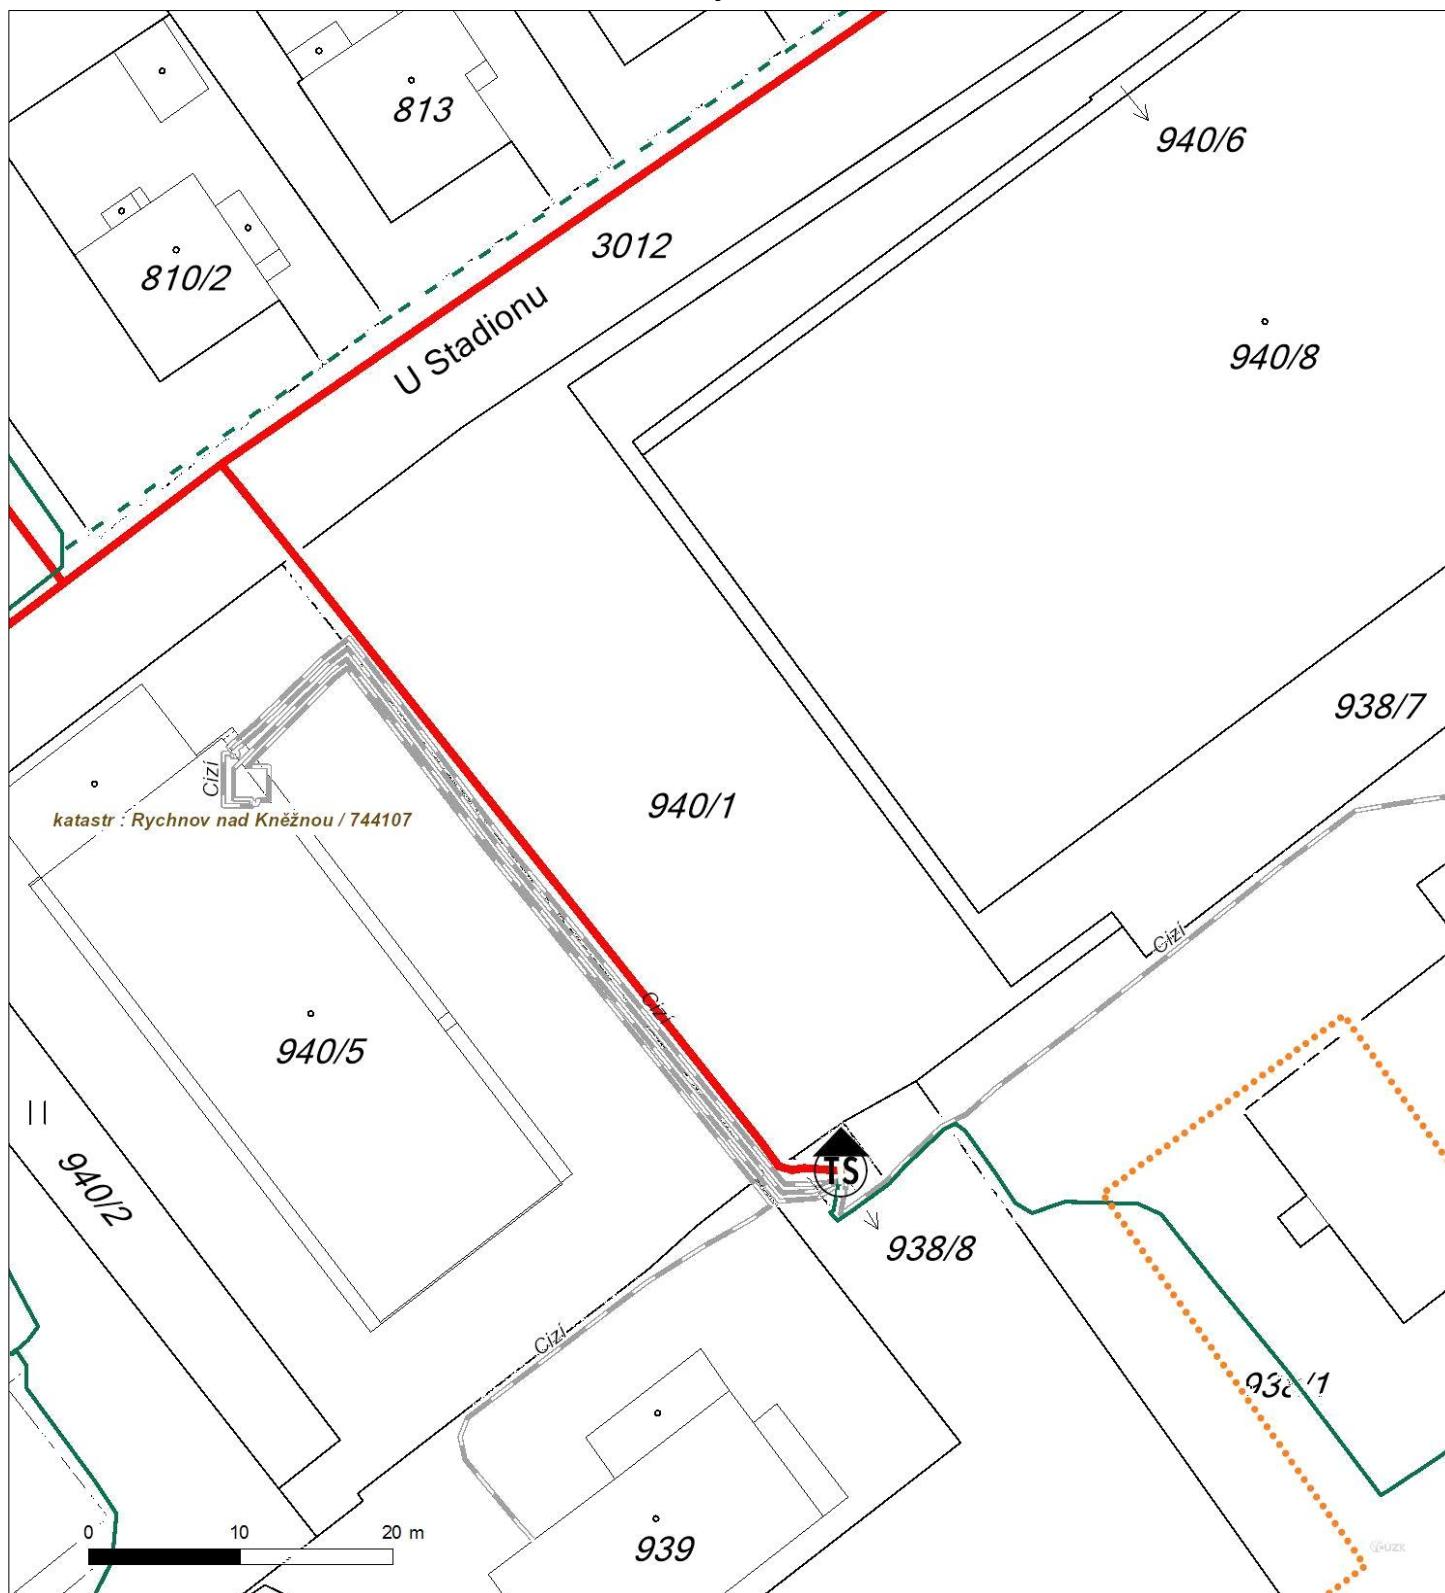 813
940/6
3012
810/2
U Stadionu
940/8
938/7
Cizí
940/1
katastr : Rychnov nad Kněžnou / 744107
Cizí
Cizí
940/5
940/2
TS
938/8
Cizí
939
0 10 20 m